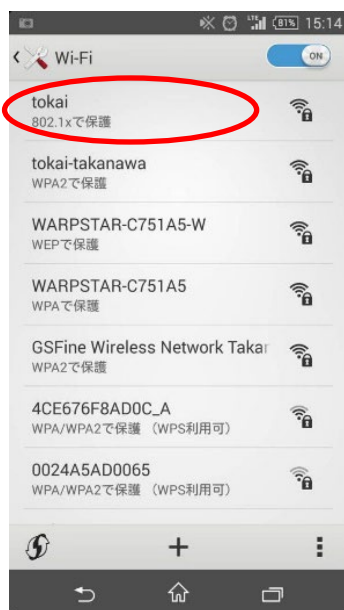 LTE 81% 15:14
Wi-Fi ON
tokai
802.1xで保護
tokai-takanawa
WPA2で保護
WARPSTAR-C751A5-W
WEPで保護
WARPSTAR-C751A5
WPAで保護
GSFine Wireless Network Takar
WPA2で保護
4CE676F8AD0C_A
WPA/WPA2で保護 (WPS利用可)
0024A5AD0065
WPA/WPA2で保護 (WPS利用可)